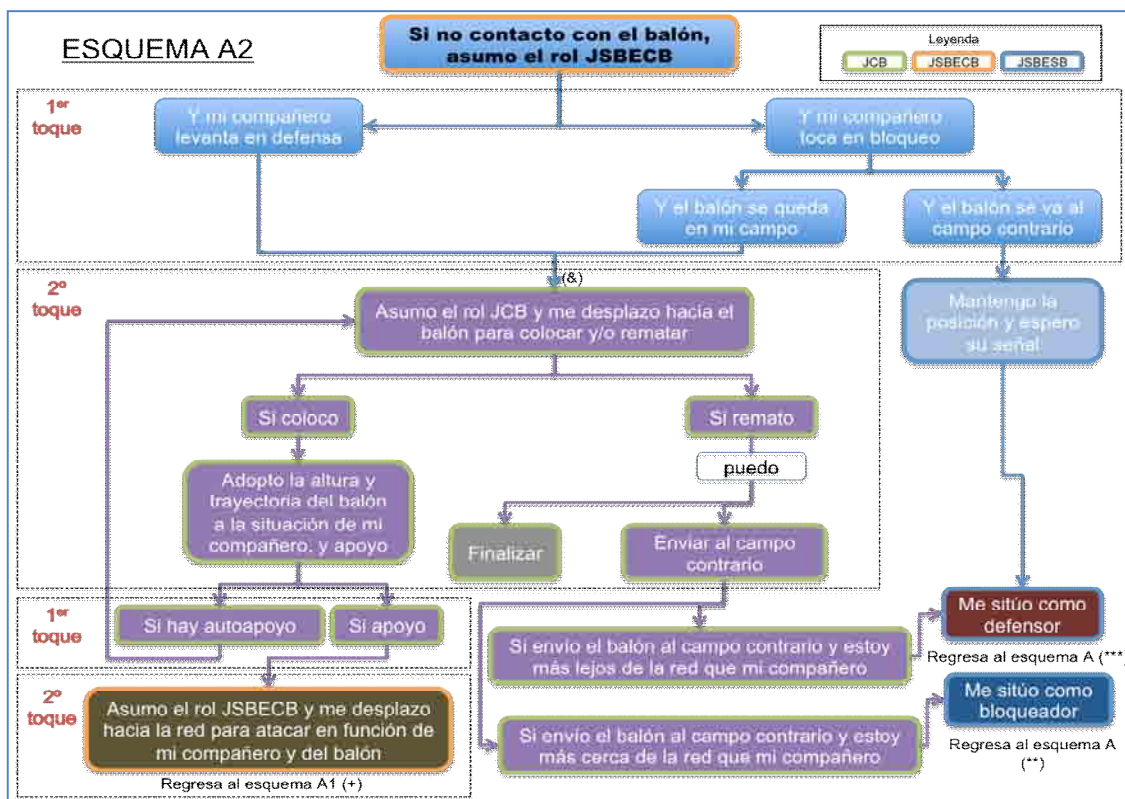 ESQUEMA A2
Si no contacto con el balón,
asumo el rol JSBECB
Leyenda
JCB
JSBECB
JSBESB
1er
toque
Y mi compañero
levanta en defensa
Y mi compañero
toca en bloqueo
Y el balón se queda
en mi campo
Y el balón se va al
campo contrario
2º
toque
(&)
Asumo el rol JCB y me desplazo hacia el
balón para colocar y/o rematar
Mantengo la
posición y espero
su señal
Si coloco
Si remato
puedo
Adopto la altura y
trayectoria del balón
a la situación de mi
compañero. y apoyo
Finalizar
Enviar al campo
contrario
1er
toque
Si hay autoapoyo
Si apoyo
Si envío el balón al campo contrario y estoy
más lejos de la red que mi compañero
Me sitúo como
defensor
Regresa al esquema A (***)
2º
toque
Asumo el rol JSBECB y me desplazo
hacia la red para atacar en función de
mi compañero y del balón
Regresa al esquema A1 (+)
Si envío el balón al campo contrario y estoy
más cerca de la red que mi compañero
Me sitúo como
bloqueador
Regresa al esquema A
(**)